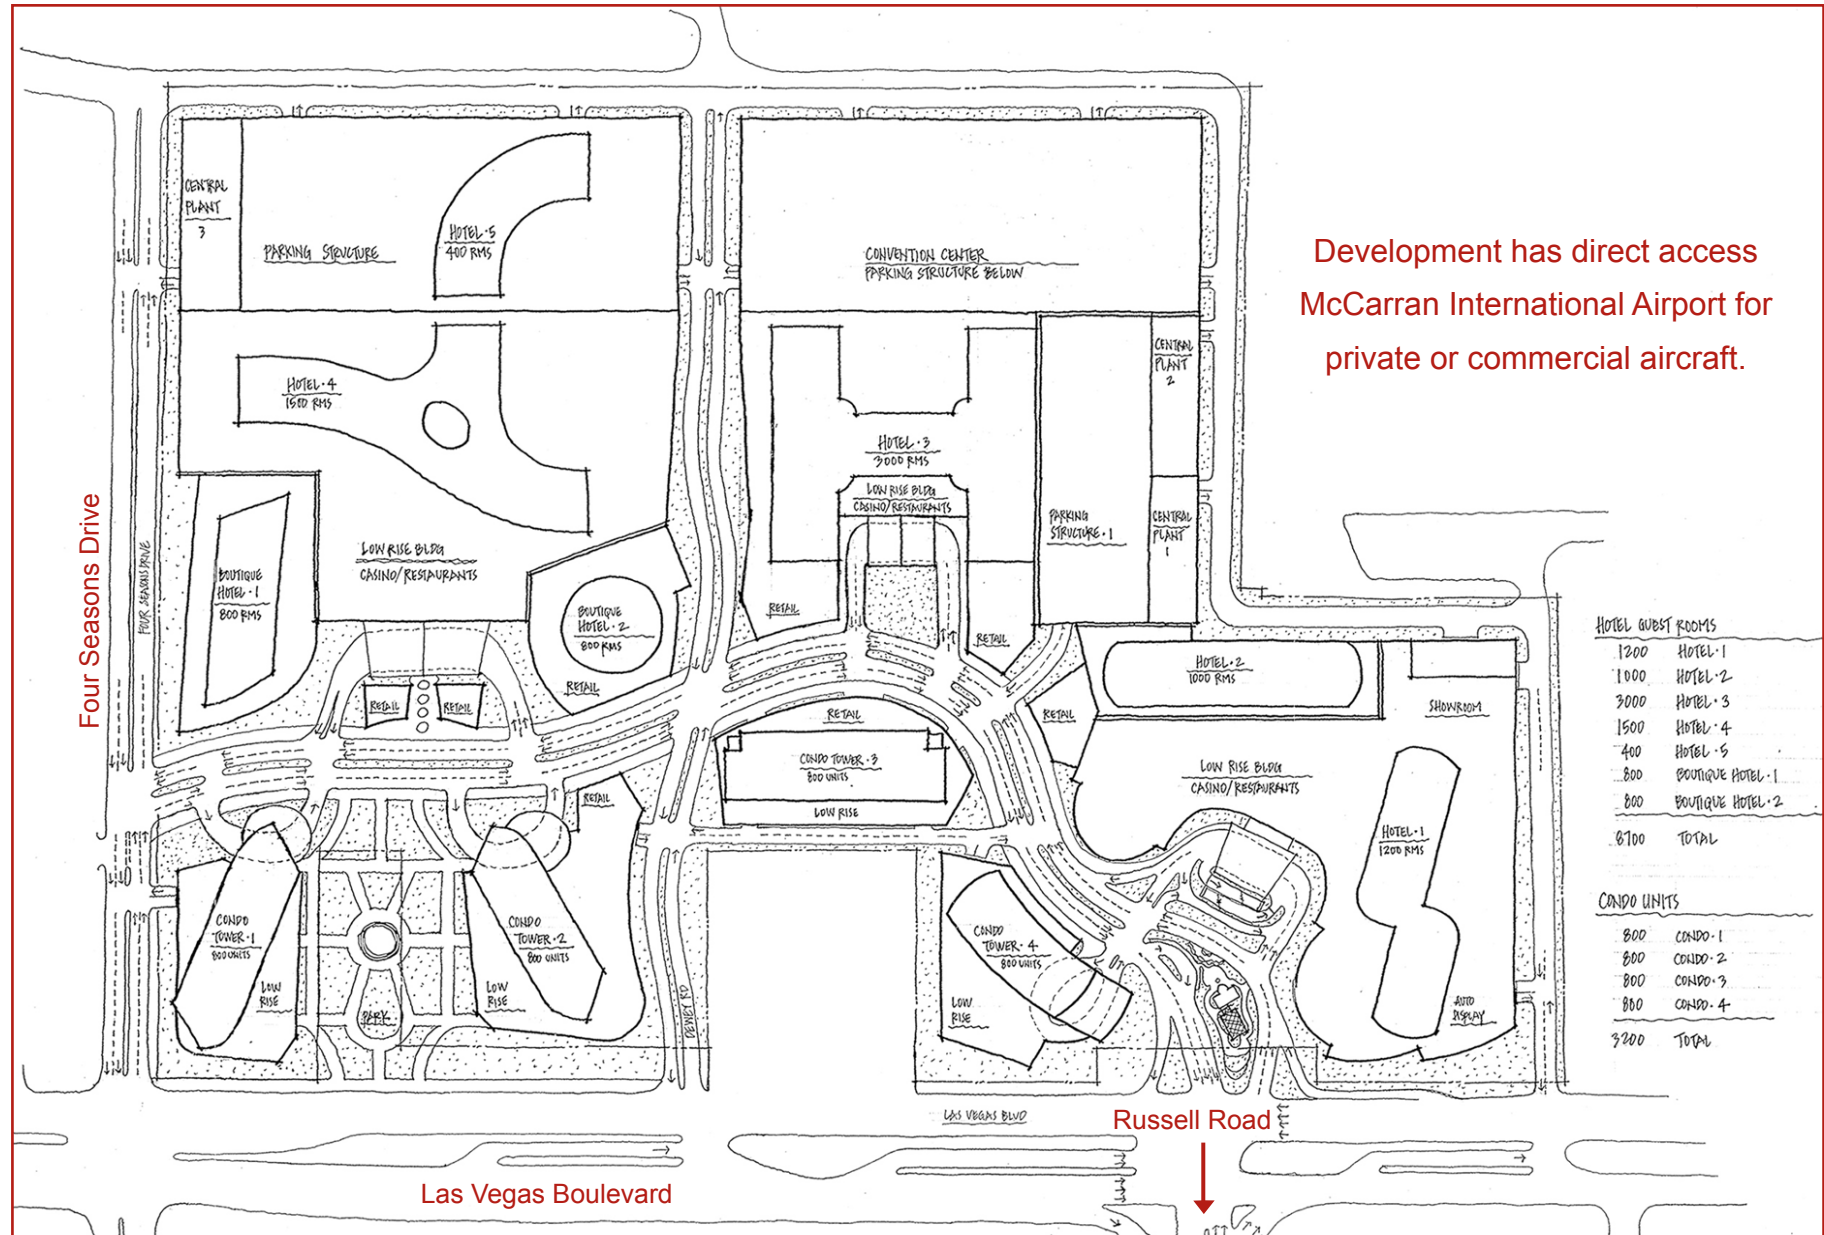 CENTRAL
PLANT
3
PARKING STRUCTURE
HOTEL·5
400 RMS
CONVENTION CENTER
PARKING STRUCTURE BELOW
Development has direct access
McCarran International Airport for
private or commercial aircraft.
HOTEL·4
1500 RMS
HOTEL·3
3000 RMS
LOW RISE BLDG
CASINO/RESTAURANTS
CENTRAL
PLANT
2
PARKING
STRUCTURE·1
CENTRAL
PLANT
1
Four Seasons Drive
FOUR SEASONS DRIVE
BOUTIQUE
HOTEL·1
800 RMS
LOW RISE BLDG
CASINO/RESTAURANTS
BOUTIQUE
HOTEL·2
800 RMS
RETAIL
RETAIL
RETAIL
RETAIL
RETAIL
HOTEL·2
1000 RMS
RETAIL
SHOWROOM
RETAIL
CONDO TOWER·3
800 UNITS
LOW RISE
LOW RISE BLDG
CASINO/RESTAURANTS
HOTEL·1
1200 RMS
RETAIL
CONDO
TOWER·1
800 UNITS
LOW
RISE
PARK
CONDO
TOWER·2
800 UNITS
LOW
RISE
DEWEY RD
CONDO
TOWER·4
800 UNITS
LOW
RISE
AUTO
DISPLAY
HOTEL GUEST ROOMS
1200 HOTEL·1
1000 HOTEL·2
3000 HOTEL·3
1500 HOTEL·4
400 HOTEL·5
800 BOUTIQUE HOTEL·1
800 BOUTIQUE HOTEL·2
8700 TOTAL
CONDO UNITS
800 CONDO·1
800 CONDO·2
800 CONDO·3
800 CONDO·4
3200 TOTAL
LAS VEGAS BLVD
Russell Road
Las Vegas Boulevard